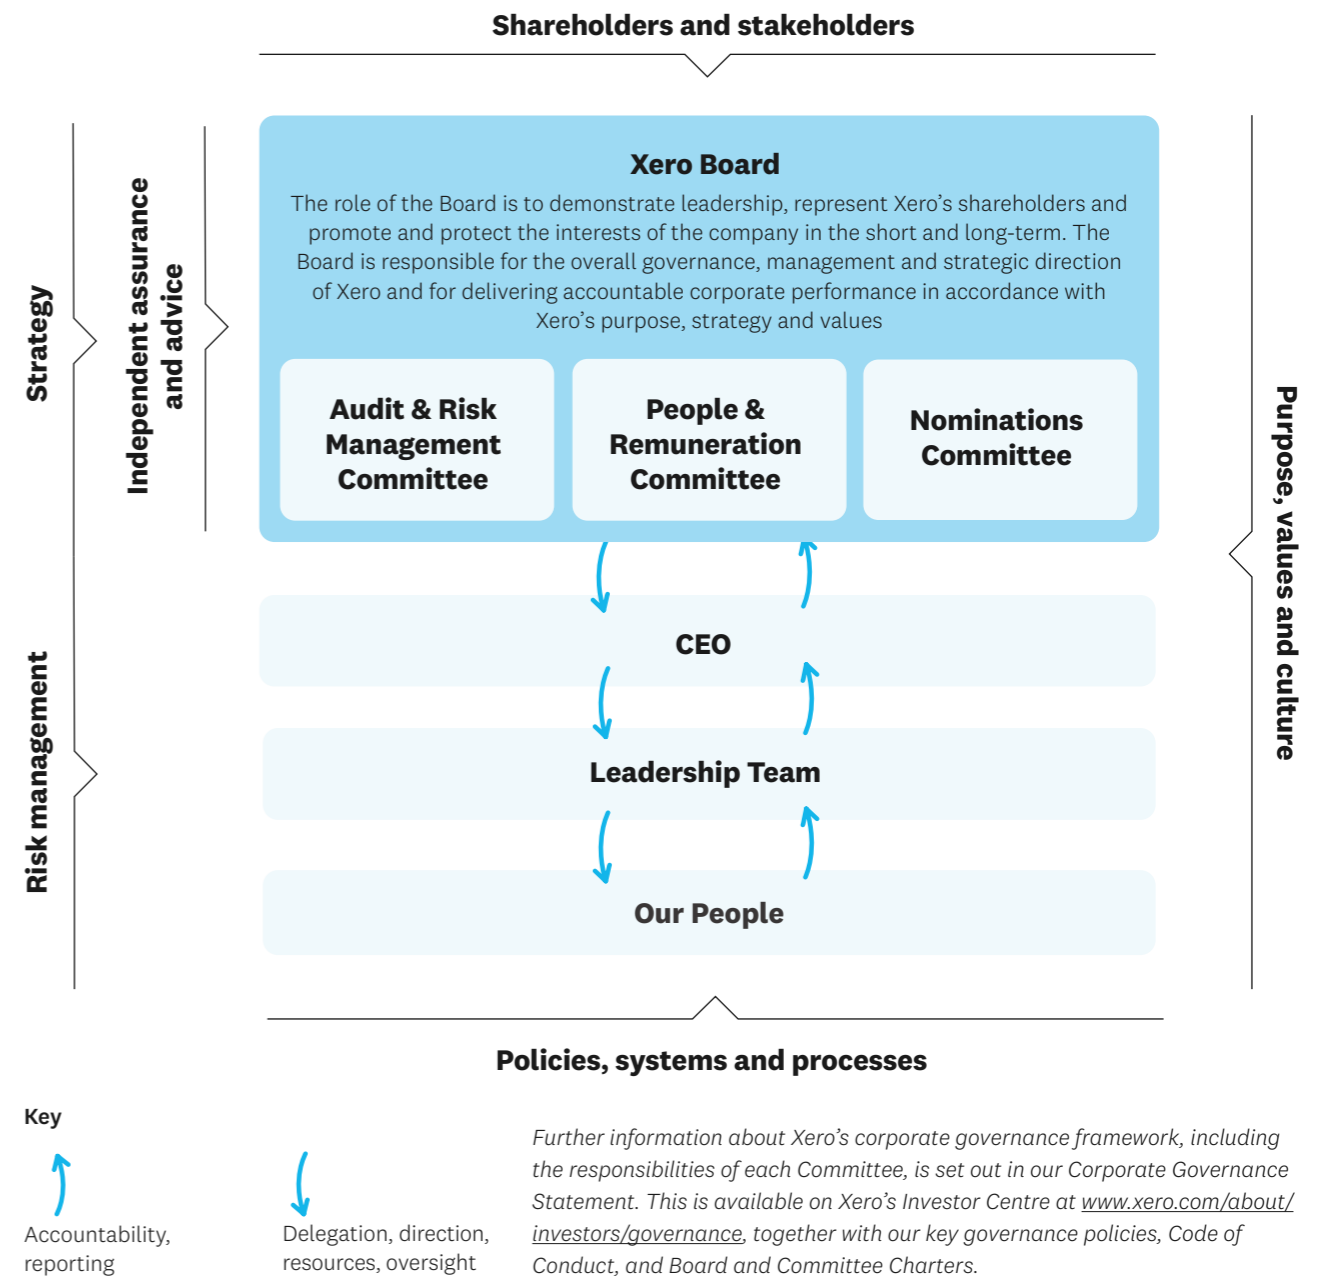 Shareholders and stakeholders
Strategy
Independent assurance
and advice
Xero Board
The role of the Board is to demonstrate leadership, represent Xero’s shareholders and
promote and protect the interests of the company in the short and long-term. The
Board is responsible for the overall governance, management and strategic direction
of Xero and for delivering accountable corporate performance in accordance with
Xero’s purpose, strategy and values
Audit & Risk
Management
Committee
People &
Remuneration
Committee
Nominations
Committee
Purpose, values and culture
Risk management
CEO
Leadership Team
Our People
Policies, systems and processes
Key
Accountability,
reporting
Delegation, direction,
resources, oversight
Further information about Xero’s corporate governance framework, including
the responsibilities of each Committee, is set out in our Corporate Governance
Statement. This is available on Xero’s Investor Centre at www.xero.com/about/
investors/governance, together with our key governance policies, Code of
Conduct, and Board and Committee Charters.